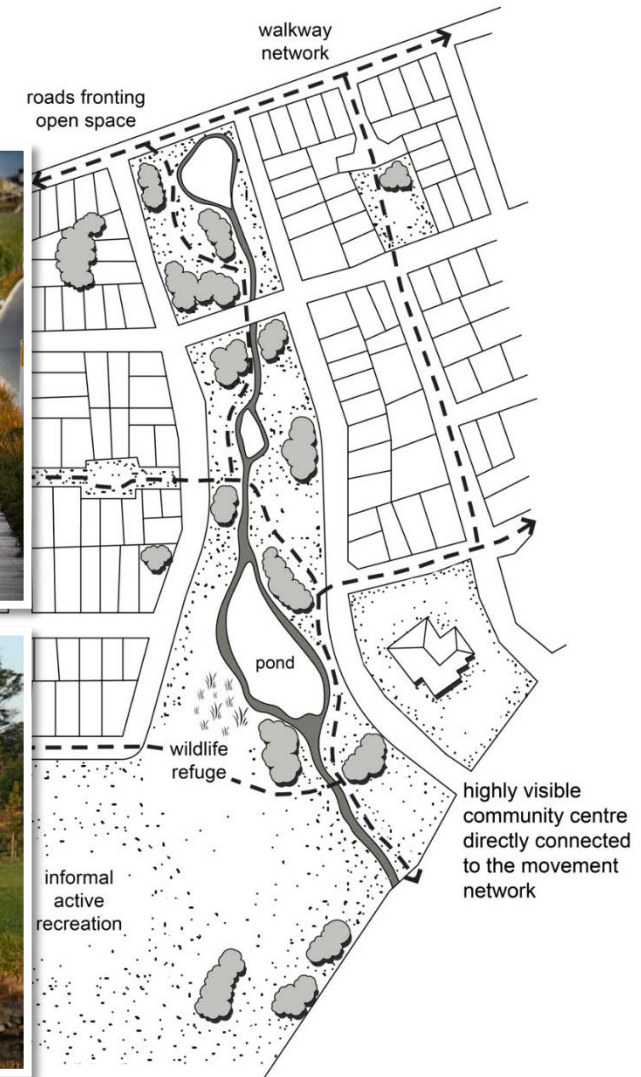 walkway
network
roads fronting
open space
pond
wildlife
refuge
highly visible
community centre
directly connected
to the movement
network
informal
active
recreation